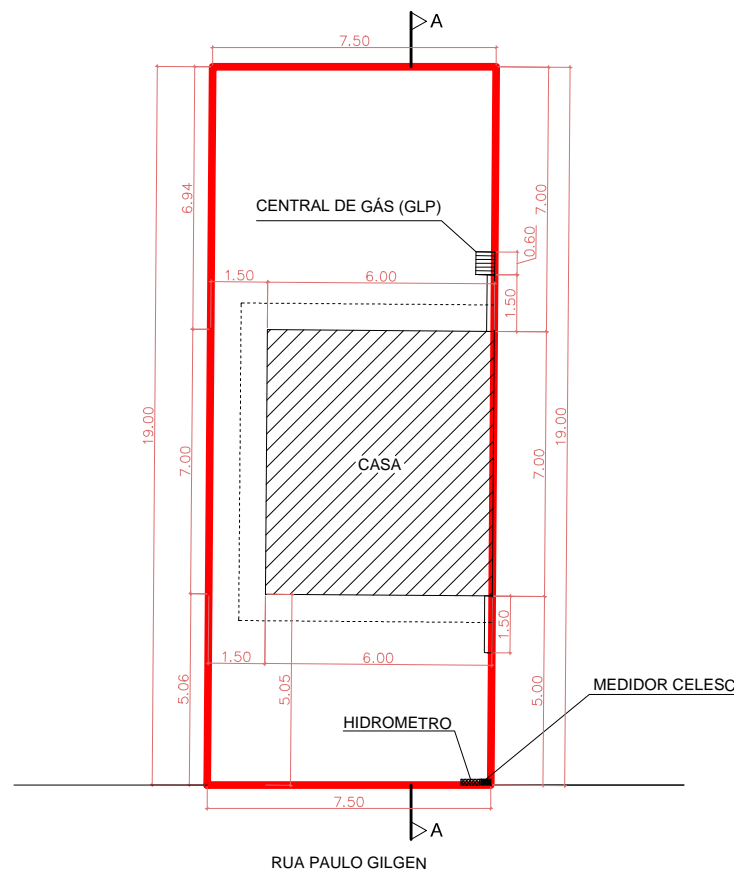 A
7.50
CENTRAL DE GÁS (GLP)
6.94
7.00
0.60
1.50
6.00
1.50
19.00
7.00
CASA
7.00
19.00
1.50
1.50
6.00
5.06
5.05
5.00
MEDIDOR CELESC
HIDROMETRO
7.50
A
RUA PAULO GILGEN